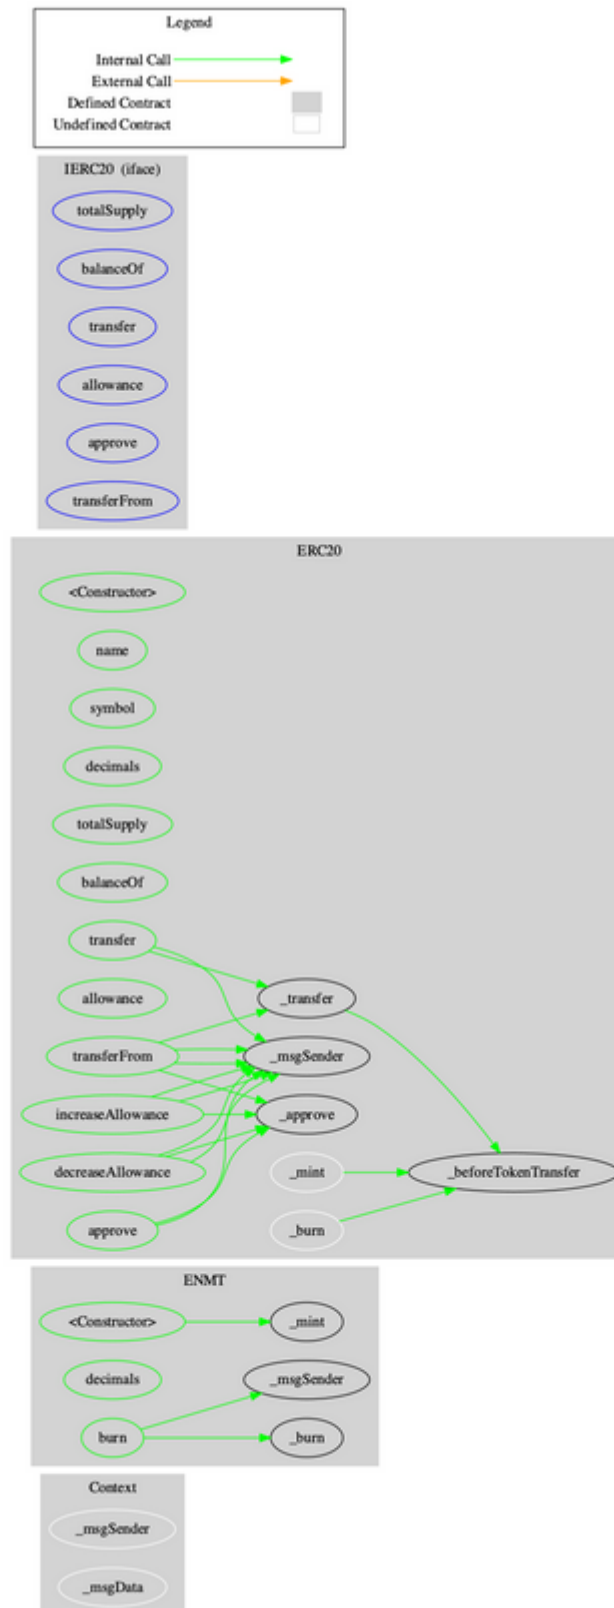 Legend
Internal Call
External Call
Defined Contract
Undefined Contract
IERC20 (iface)
totalSupply
balanceOf
transfer
allowance
approve
transferFrom
ERC20
<Constructor>
name
symbol
decimals
totalSupply
balanceOf
transfer
allowance
_transfer
transferFrom
_msgSender
increaseAllowance
_approve
decreaseAllowance
_mint
_beforeTokenTransfer
approve
_burn
ENMT
<Constructor>
_mint
decimals
_msgSender
burn
_burn
Context
_msgSender
_msgData